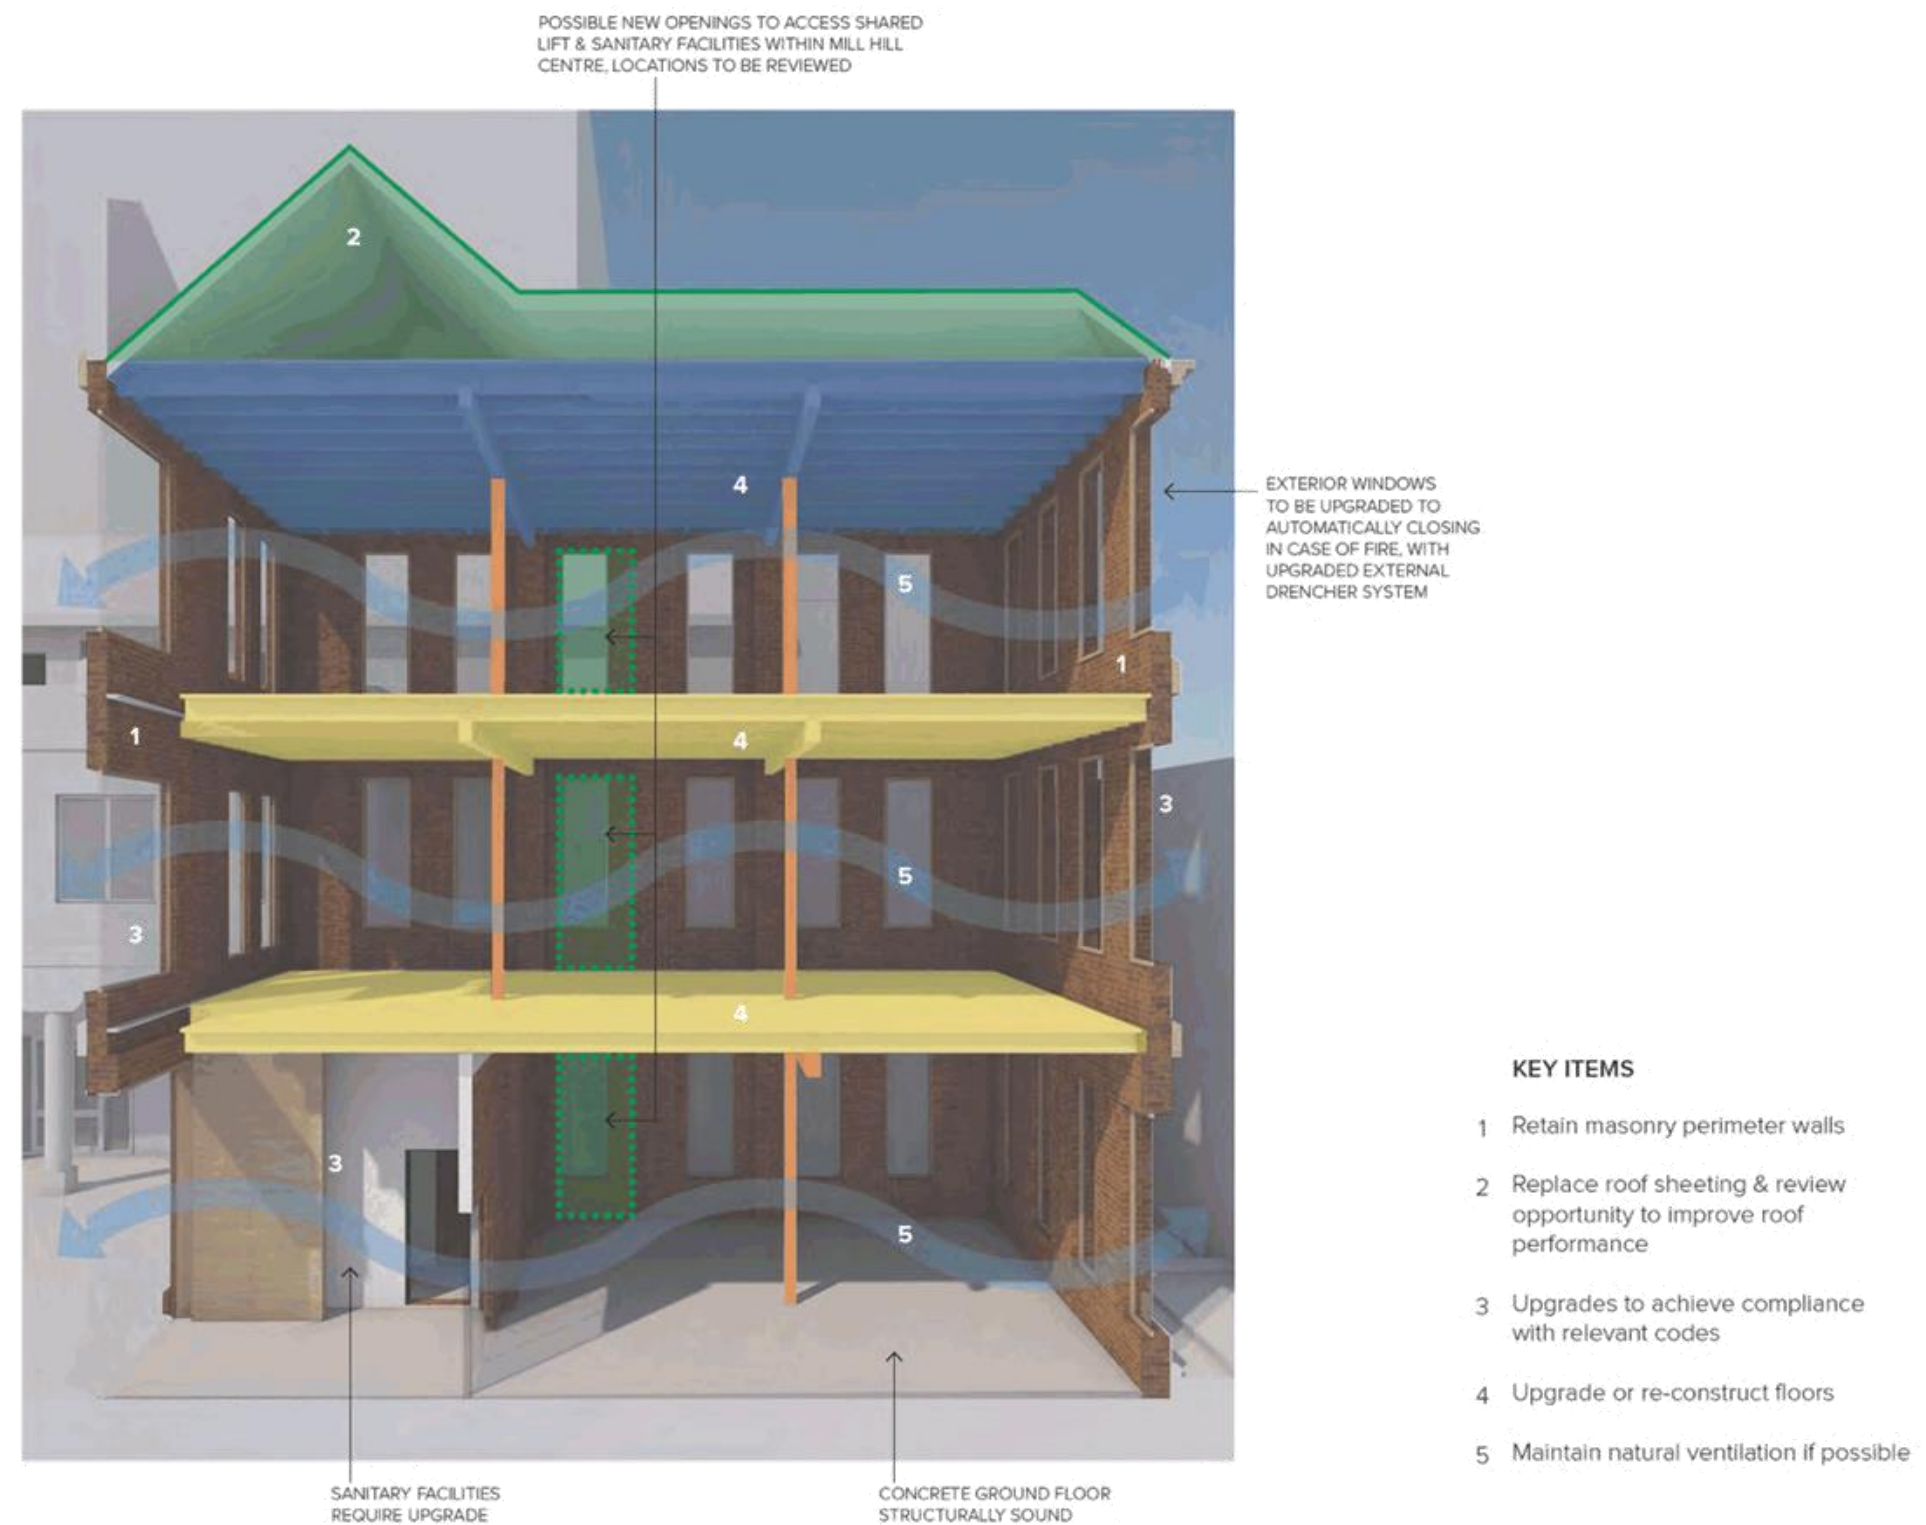 POSSIBLE NEW OPENINGS TO ACCESS SHARED
LIFT & SANITARY FACILITIES WITHIN MILL HILL
CENTRE, LOCATIONS TO BE REVIEWED
2
4
EXTERIOR WINDOWS
TO BE UPGRADED TO
AUTOMATICALLY CLOSING
IN CASE OF FIRE, WITH
UPGRADED EXTERNAL
DRENCHER SYSTEM
5
1
1
4
3
5
3
4
3
5
SANITARY FACILITIES
REQUIRE UPGRADE
CONCRETE GROUND FLOOR
STRUCTURALLY SOUND
KEY ITEMS
1 Retain masonry perimeter walls
2 Replace roof sheeting & review
opportunity to improve roof
performance
3 Upgrades to achieve compliance
with relevant codes
4 Upgrade or re-construct floors
5 Maintain natural ventilation if possible